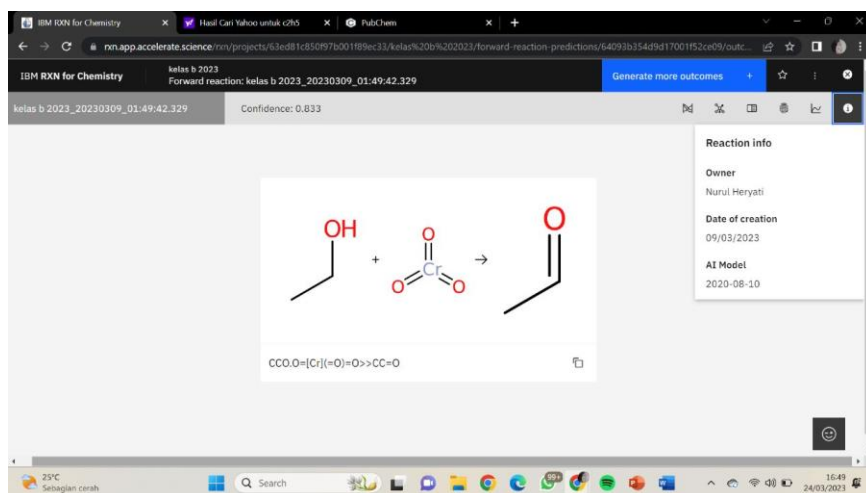 IBM RXN for Chemistry
Hasil Cari Yahoo untuk c2h5
PubChem
rxn.app.accelerate.science/rxn/projects/63ed81c850f97b001f89ec33/kelas%20b%202023/forward-reaction-predictions/64093b354d9d17001f52ce09/outc...
IBM RXN for Chemistry
kelas b 2023
Forward reaction: kelas b 2023_20230309_01:49:42.329
Generate more outcomes +
kelas b 2023_20230309_01:49:42.329
Confidence: 0.833
Reaction info
Owner
Nurul Heryati
Date of creation
09/03/2023
AI Model
2020-08-10
OH
+
O
Cr
O
O
→
O
CCO.O=[Cr](=O)=O>>CC=O
25°C
Sebagian cerah
Search
99+
16:49
24/03/2023